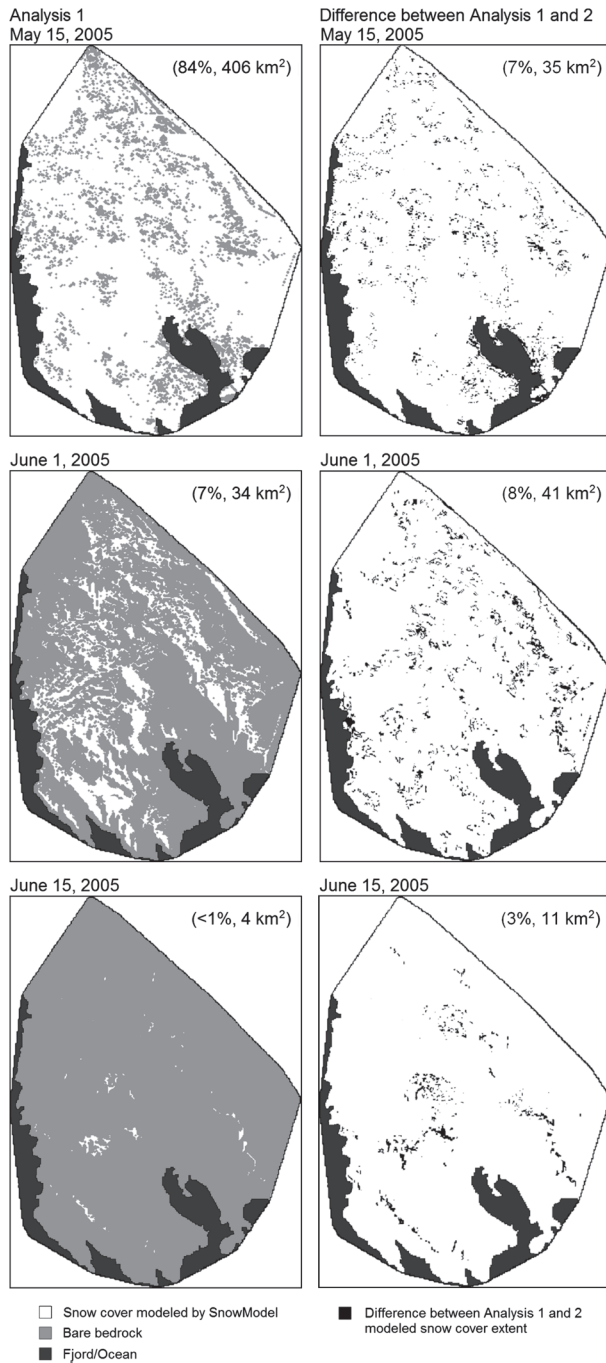 Analysis 1
May 15, 2005
(84%, 406 km²)
Difference between Analysis 1 and 2
May 15, 2005
(7%, 35 km²)
June 1, 2005
(7%, 34 km²)
June 1, 2005
(8%, 41 km²)
June 15, 2005
(<1%, 4 km²)
June 15, 2005
(3%, 11 km²)
Snow cover modeled by SnowModel
Bare bedrock
Fjord/Ocean
Difference between Analysis 1 and 2
modeled snow cover extent